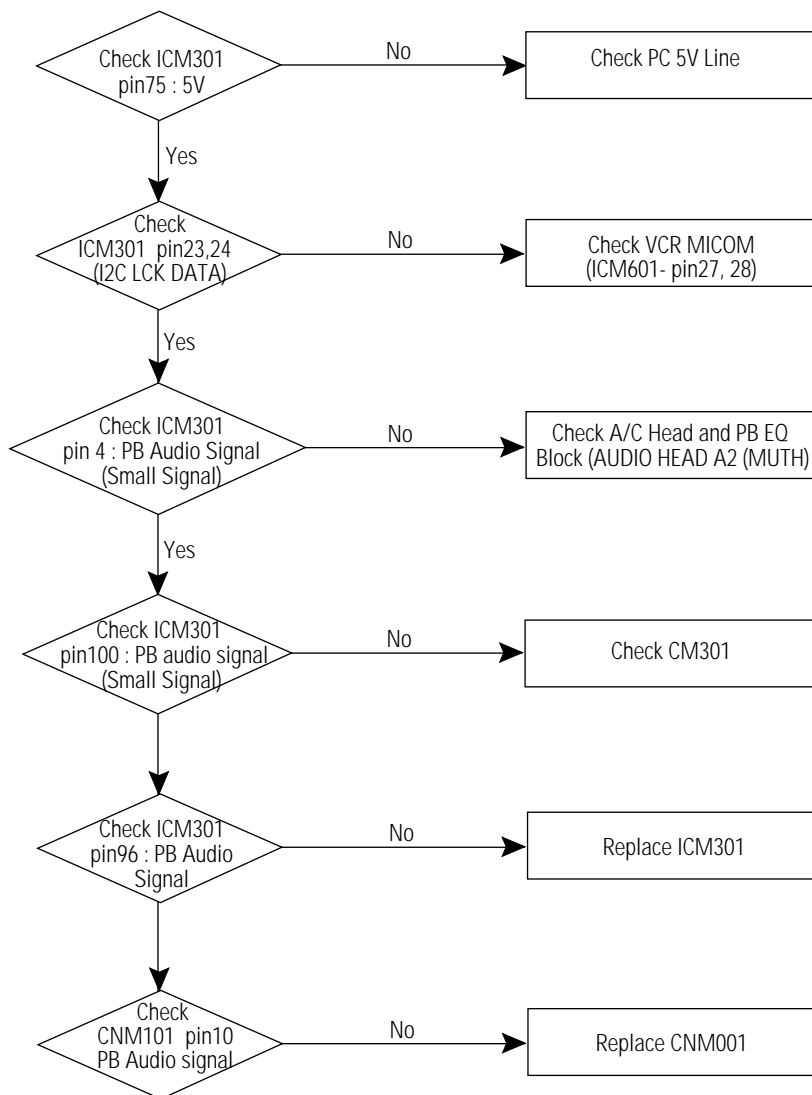 Check ICM301
pin75 : 5V
No
Check PC 5V Line
Yes
Check
ICM301 pin23,24
(I2C LCK DATA)
No
Check VCR MICOM
(ICM601- pin27, 28)
Yes
Check ICM301
pin 4 : PB Audio Signal
(Small Signal)
No
Check A/C Head and PB EQ
Block (AUDIO HEAD A2 (MUTH)
Yes
Check ICM301
pin100 : PB audio signal
(Small Signal)
No
Check CM301
Check ICM301
pin96 : PB Audio
Signal
No
Replace ICM301
Check
CNM101 pin10
PB Audio signal
No
Replace CNM001